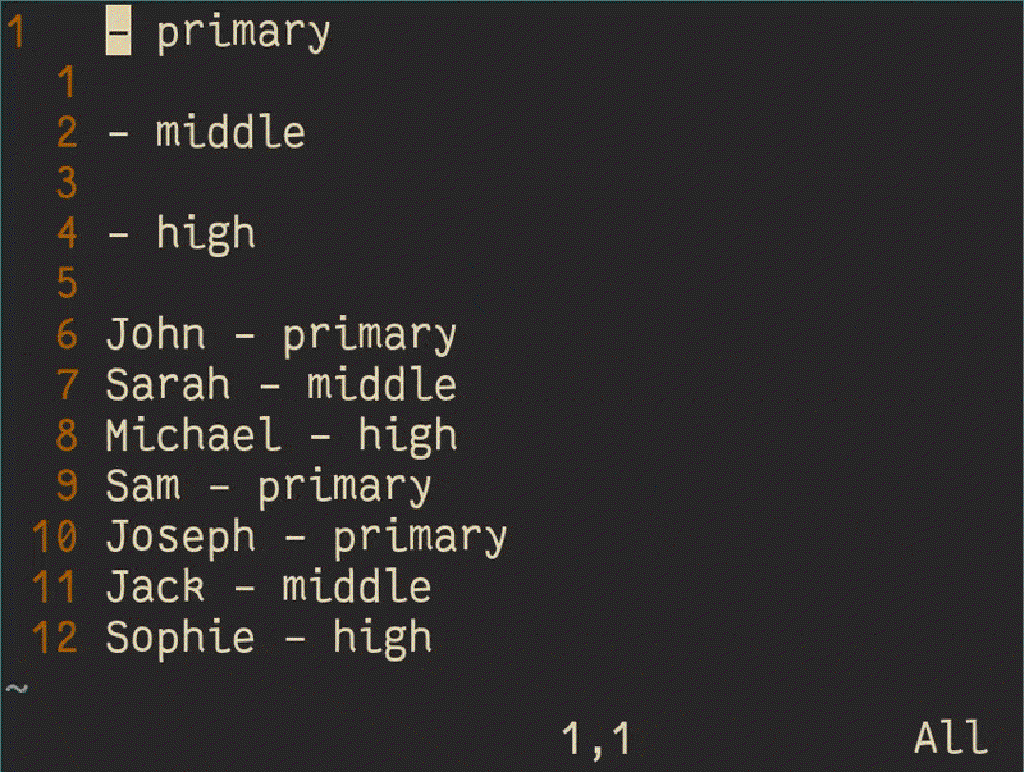 1 - primary
1
2 - middle
3
4 - high
5
6 John - primary
7 Sarah - middle
8 Michael - high
9 Sam - primary
10 Joseph - primary
11 Jack - middle
12 Sophie - high
~
1,1 All